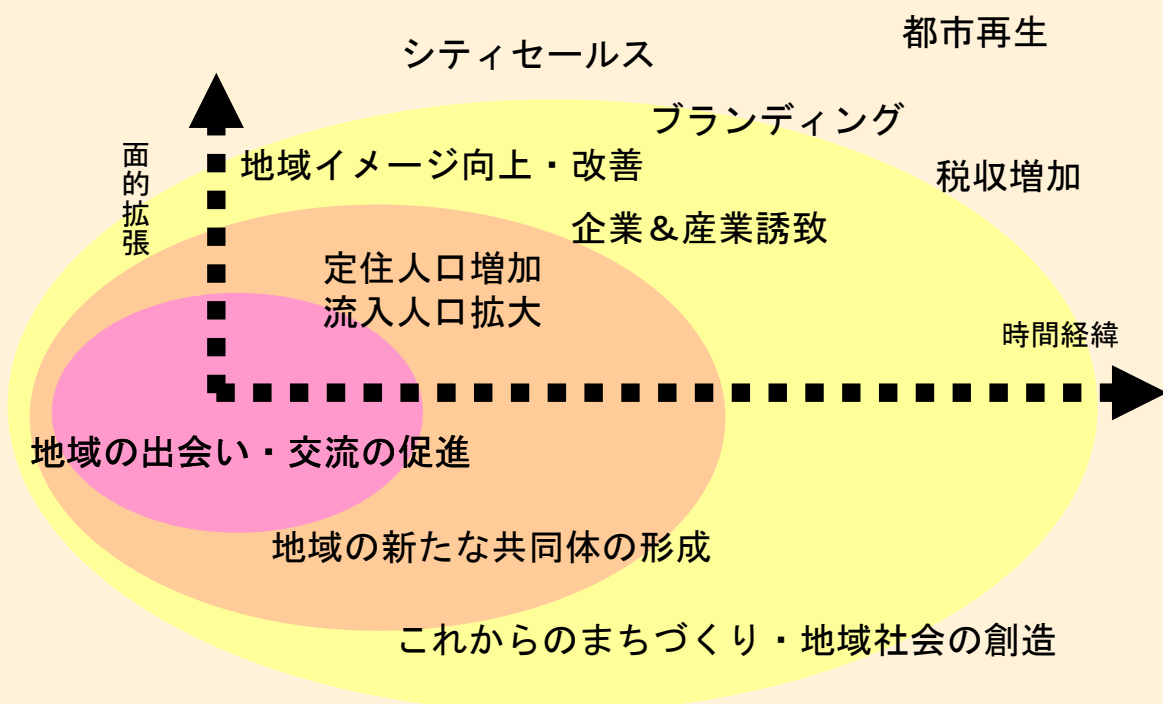 都市再生
シティセールス
ブランディング
面的拡張
地域イメージ向上・改善
税収増加
企業&産業誘致
定住人口増加
流入人口拡大
時間経緯
地域の出会い・交流の促進
地域の新たな共同体の形成
これからのまちづくり・地域社会の創造